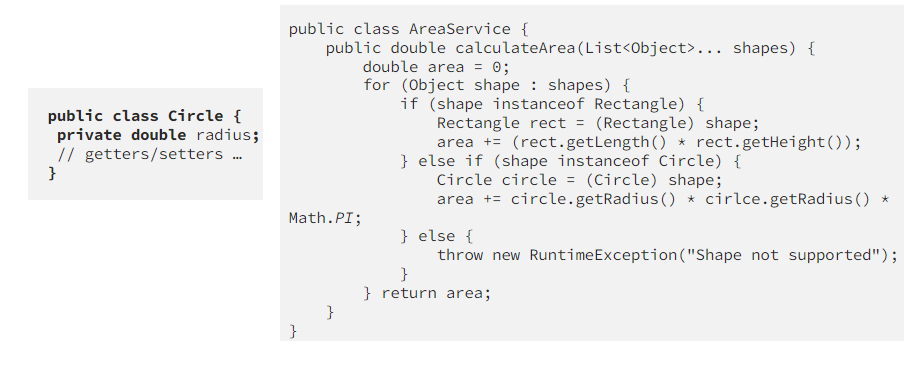 public class Circle {
private double radius;
// getters/setters …
}
public class AreaService {
public double calculateArea(List<Object>... shapes) {
double area = 0;
for (Object shape : shapes) {
if (shape instanceof Rectangle) {
Rectangle rect = (Rectangle) shape;
area += (rect.getLength() * rect.getHeight());
} else if (shape instanceof Circle) {
Circle circle = (Circle) shape;
area += circle.getRadius() * cirlce.getRadius() *
Math.PI;
} else {
throw new RuntimeException("Shape not supported");
}
} return area;
}
}